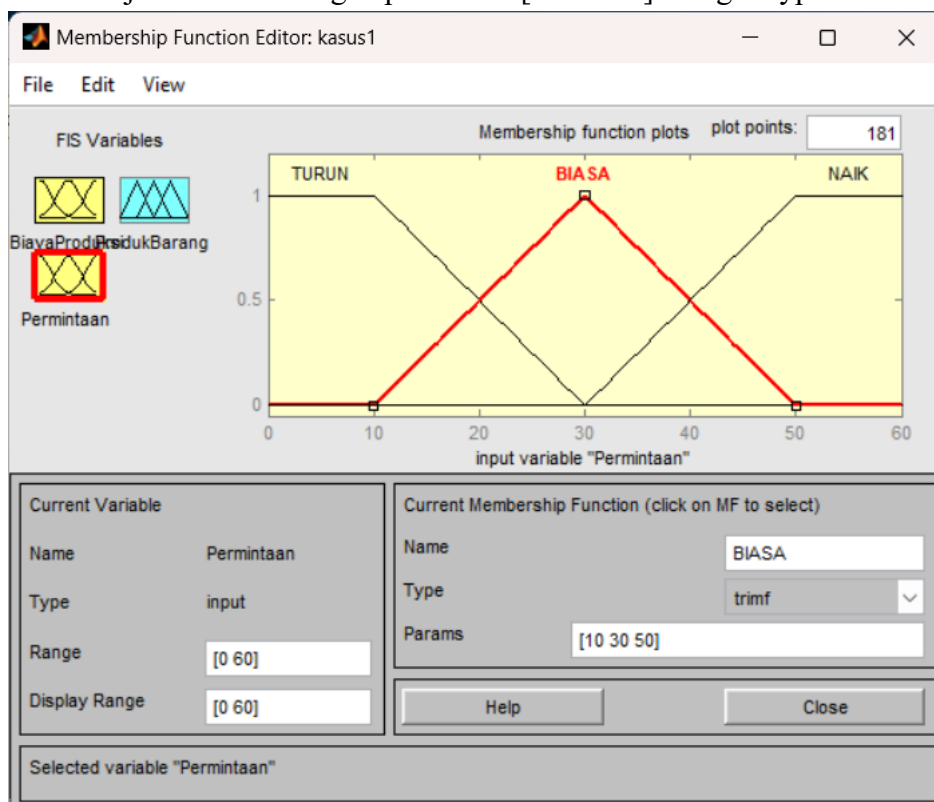 Membership Function Editor: kasus1
File Edit View
FIS Variables
BiayaProduksi
ProdukBarang
Permintaan
Membership function plots plot points: 181
TURUN BIASA NAIK
1
0.5
0
0 10 20 30 40 50 60
input variable "Permintaan"
Current Variable
Name Permintaan
Type input
Range [0 60]
Display Range [0 60]
Current Membership Function (click on MF to select)
Name BIASA
Type trimf
Params [10 30 50]
Help Close
Selected variable "Permintaan"